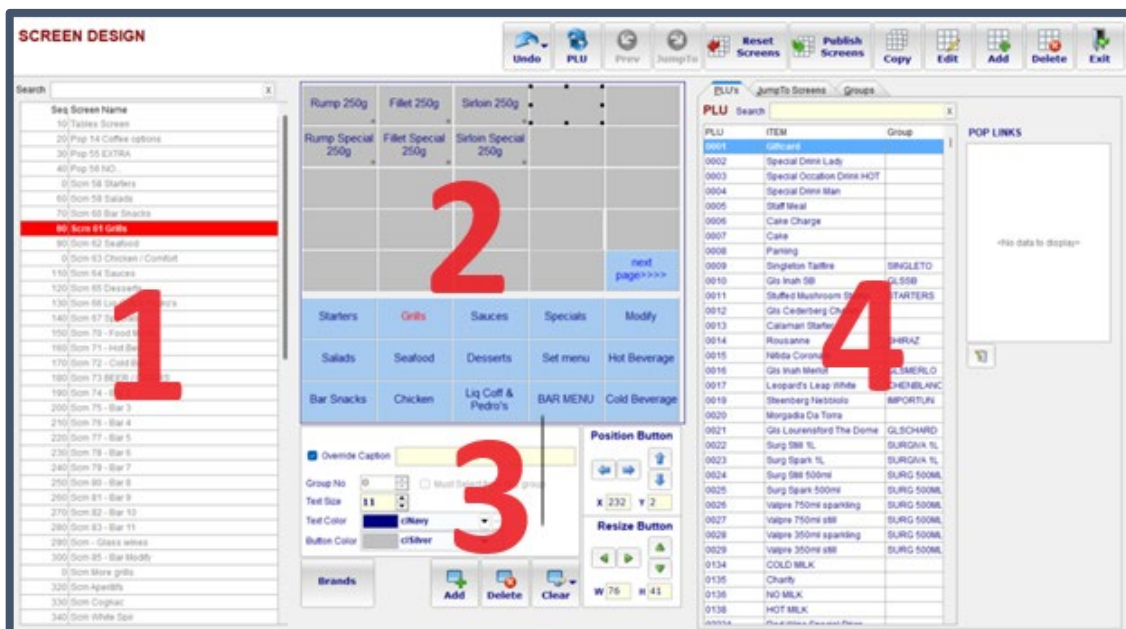 SCREEN DESIGN
Undo
PLU
Prev
JumpTo
Reset Screens
Publish Screens
Copy
Edit
Add
Delete
Exit
Search
X
Seq Screen Name
10 Tables Screen
20 Pop 14 Coffee options
30 Pop 55 EXTRA
40 Pop 56 NO...
0 Scrn 58 Starters
60 Scrn 59 Salads
70 Scrn 60 Bar Snacks
80 Scrn 61 Grills
90 Scrn 62 Seafood
0 Scrn 63 Chicken / Comfort
110 Scrn 64 Sauces
120 Scrn 65 Desserts
130 Scrn 66 Liq
140 Scrn 67
150 Scrn 70 - Food
160 Scrn 71 - Hot
170 Scrn 72 - Cold
180 Scrn 73 BEER /
190 Scrn 74 -
200 Scrn 75 - Bar 3
210 Scrn 76 - Bar 4
220 Scrn 77 - Bar 5
230 Scrn 78 - Bar 6
240 Scrn 79 - Bar 7
250 Scrn 80 - Bar 8
260 Scrn 81 - Bar 9
270 Scrn 82 - Bar 10
280 Scrn 83 - Bar 11
290 Scrn - Glass wines
300 Scrn 85 - Bar Modify
0 Scrn More grills
320 Scrn Aperitifs
330 Scrn Cognac
340 Scrn White Spir
1
Rump 250g
Fillet 250g
Sirloin 250g
Rump Special 250g
Fillet Special 250g
Sirloin Special 250g
2
next page>>>>
Starters
Grills
Sauces
Specials
Modify
Salads
Seafood
Desserts
Set menu
Hot Beverage
Bar Snacks
Chicken
Liq Coff & Pedro's
BAR MENU
Cold Beverage
Override Caption
Group No 0
Must Select
group
Text Size 11
Text Color clNavy
Button Color clSilver
3
Brands
Add
Delete
Clear
Position Button
X 232 Y 2
Resize Button
W 76 H 41
PLU's
JumpTo Screens
Groups
PLU Search
X
PLU ITEM Group
0001 Giftcard
0002 Special Drink Lady
0003 Special Occation Drink HOT
0004 Special Drink Man
0005 Staff Meal
0006 Cake Charge
0007 Cake
0008 Parking
0009 Singleton Tailfire SINGLETO
0010 Gls Inah SB GLSSB
0011 Stuffed Mushroom STARTERS
0012 Gls Cederberg
0013 Calamari Starter
0014 Rousanne SHIRAZ
0015 Nitida
0016 Gls Inah Merlot GLSMERLO
0017 Leopard's Leap White CHENBLANC
0019 Steenberg Nebbiolo IMPORTUN
0020 Morgadia Da Torra
0021 Gls Lourensford The Dome GLSCHARD
0022 Surg Still 1L SURGIVA 1L
0023 Surg Spark 1L SURGIVA 1L
0024 Surg Still 500ml SURG 500ML
0025 Surg Spark 500ml SURG 500ML
0026 Valpre 750ml sparkling SURG 500ML
0027 Valpre 750ml still SURG 500ML
0028 Valpre 350ml sparkling SURG 500ML
0029 Valpre 350ml still SURG 500ML
0134 COLD MILK
0135 Charity
0136 NO MILK
0138 HOT MILK
4
POP LINKS
<No data to display>